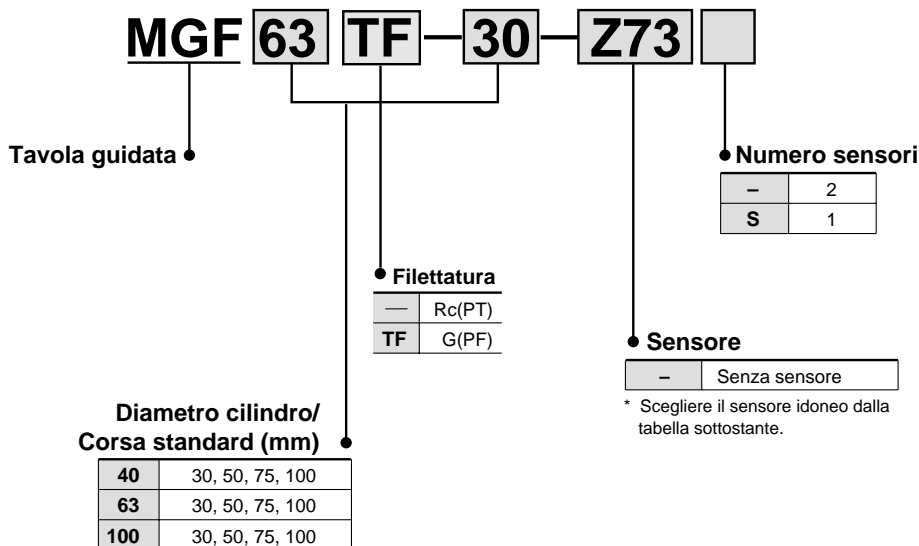 MGF 63 TF – 30 – Z73
Tavola guidata
Numero sensori
– 2
S 1
Filettatura
— Rc(PT)
TF G(PF)
Sensore
– Senza sensore
* Scegliere il sensore idoneo dalla
tabella sottostante.
Diametro cilindro/
Corsa standard (mm)
40 30, 50, 75, 100
63 30, 50, 75, 100
100 30, 50, 75, 100